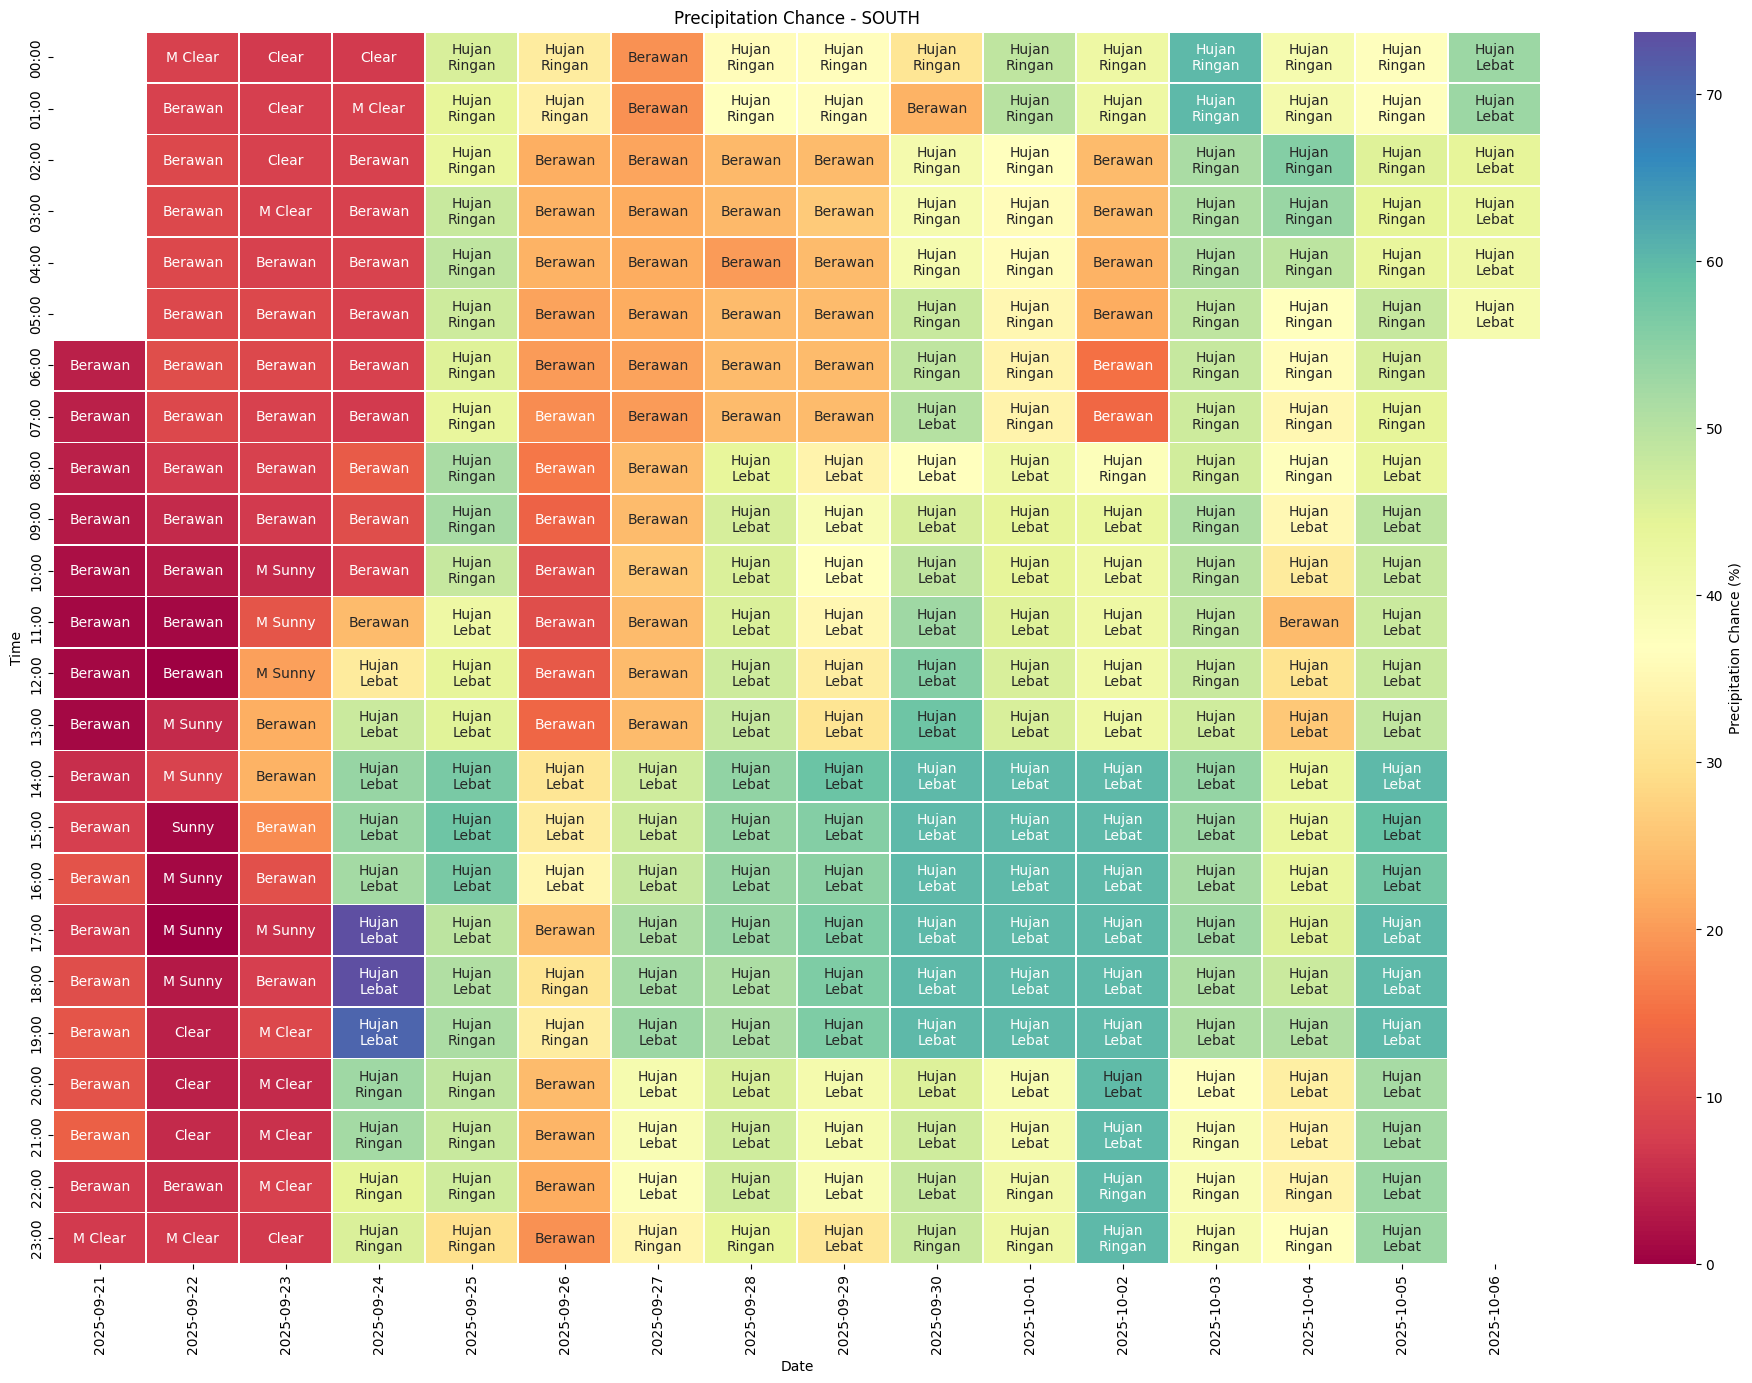 Precipitation Chance - SOUTH
00:00 M Clear Clear Clear Hujan Ringan Hujan Ringan Berawan Hujan Ringan Hujan Ringan Hujan Ringan Hujan Ringan Hujan Ringan Hujan Ringan Hujan Ringan Hujan Ringan Hujan Lebat
01:00 Berawan Clear M Clear Hujan Ringan Hujan Ringan Berawan Hujan Ringan Hujan Ringan Berawan Hujan Ringan Hujan Ringan Hujan Ringan Hujan Ringan Hujan Ringan Hujan Lebat
02:00 Berawan Clear Berawan Hujan Ringan Berawan Berawan Berawan Berawan Hujan Ringan Hujan Ringan Berawan Hujan Ringan Hujan Ringan Hujan Ringan Hujan Lebat
03:00 Berawan M Clear Berawan Hujan Ringan Berawan Berawan Berawan Berawan Hujan Ringan Hujan Ringan Berawan Hujan Ringan Hujan Ringan Hujan Ringan Hujan Lebat
04:00 Berawan Berawan Berawan Hujan Ringan Berawan Berawan Berawan Berawan Hujan Ringan Hujan Ringan Berawan Hujan Ringan Hujan Ringan Hujan Ringan Hujan Lebat
05:00 Berawan Berawan Berawan Hujan Ringan Berawan Berawan Berawan Berawan Hujan Ringan Hujan Ringan Berawan Hujan Ringan Hujan Ringan Hujan Ringan Hujan Lebat
06:00 Berawan Berawan Berawan Berawan Hujan Ringan Berawan Berawan Berawan Berawan Hujan Ringan Hujan Ringan Berawan Hujan Ringan Hujan Ringan Hujan Ringan
07:00 Berawan Berawan Berawan Berawan Hujan Ringan Berawan Berawan Berawan Berawan Hujan Lebat Hujan Ringan Berawan Hujan Ringan Hujan Ringan Hujan Ringan
08:00 Berawan Berawan Berawan Berawan Hujan Ringan Berawan Berawan Hujan Lebat Hujan Lebat Hujan Lebat Hujan Lebat Hujan Ringan Hujan Ringan Hujan Ringan Hujan Lebat
09:00 Berawan Berawan Berawan Berawan Hujan Ringan Berawan Berawan Hujan Lebat Hujan Lebat Hujan Lebat Hujan Lebat Hujan Lebat Hujan Ringan Hujan Lebat Hujan Lebat
10:00 Berawan Berawan M Sunny Berawan Hujan Ringan Berawan Berawan Hujan Lebat Hujan Lebat Hujan Lebat Hujan Lebat Hujan Lebat Hujan Ringan Hujan Lebat Hujan Lebat
11:00 Berawan Berawan M Sunny Berawan Hujan Lebat Berawan Berawan Hujan Lebat Hujan Lebat Hujan Lebat Hujan Lebat Hujan Lebat Hujan Ringan Berawan Hujan Lebat
12:00 Berawan Berawan M Sunny Hujan Lebat Hujan Lebat Berawan Berawan Hujan Lebat Hujan Lebat Hujan Lebat Hujan Lebat Hujan Lebat Hujan Ringan Hujan Lebat Hujan Lebat
13:00 Berawan M Sunny Berawan Hujan Lebat Hujan Lebat Berawan Berawan Hujan Lebat Hujan Lebat Hujan Lebat Hujan Lebat Hujan Lebat Hujan Lebat Hujan Lebat Hujan Lebat
14:00 Berawan M Sunny Berawan Hujan Lebat Hujan Lebat Hujan Lebat Hujan Lebat Hujan Lebat Hujan Lebat Hujan Lebat Hujan Lebat Hujan Lebat Hujan Lebat Hujan Lebat Hujan Lebat
15:00 Berawan Sunny Berawan Hujan Lebat Hujan Lebat Hujan Lebat Hujan Lebat Hujan Lebat Hujan Lebat Hujan Lebat Hujan Lebat Hujan Lebat Hujan Lebat Hujan Lebat Hujan Lebat
16:00 Berawan M Sunny Berawan Hujan Lebat Hujan Lebat Hujan Lebat Hujan Lebat Hujan Lebat Hujan Lebat Hujan Lebat Hujan Lebat Hujan Lebat Hujan Lebat Hujan Lebat Hujan Lebat
17:00 Berawan M Sunny M Sunny Hujan Lebat Hujan Lebat Berawan Hujan Lebat Hujan Lebat Hujan Lebat Hujan Lebat Hujan Lebat Hujan Lebat Hujan Lebat Hujan Lebat Hujan Lebat
18:00 Berawan M Sunny Berawan Hujan Lebat Hujan Lebat Hujan Ringan Hujan Lebat Hujan Lebat Hujan Lebat Hujan Lebat Hujan Lebat Hujan Lebat Hujan Lebat Hujan Lebat Hujan Lebat
19:00 Berawan Clear M Clear Hujan Lebat Hujan Ringan Hujan Ringan Hujan Lebat Hujan Lebat Hujan Lebat Hujan Lebat Hujan Lebat Hujan Lebat Hujan Lebat Hujan Lebat Hujan Lebat
20:00 Berawan Clear M Clear Hujan Ringan Hujan Ringan Berawan Hujan Lebat Hujan Lebat Hujan Lebat Hujan Lebat Hujan Lebat Hujan Lebat Hujan Lebat Hujan Lebat Hujan Lebat
21:00 Berawan Clear M Clear Hujan Ringan Hujan Ringan Berawan Hujan Lebat Hujan Lebat Hujan Lebat Hujan Lebat Hujan Lebat Hujan Lebat Hujan Ringan Hujan Lebat Hujan Lebat
22:00 Berawan Berawan M Clear Hujan Ringan Hujan Ringan Berawan Hujan Lebat Hujan Lebat Hujan Lebat Hujan Lebat Hujan Ringan Hujan Ringan Hujan Ringan Hujan Ringan Hujan Lebat
23:00 M Clear M Clear Clear Hujan Ringan Hujan Ringan Berawan Hujan Ringan Hujan Ringan Hujan Lebat Hujan Ringan Hujan Ringan Hujan Ringan Hujan Ringan Hujan Ringan Hujan Lebat
Time
2025-09-21 2025-09-22 2025-09-23 2025-09-24 2025-09-25 2025-09-26 2025-09-27 2025-09-28 2025-09-29 2025-09-30 2025-10-01 2025-10-02 2025-10-03 2025-10-04 2025-10-05 2025-10-06
Date
70
60
50
40
30
20
10
0
Precipitation Chance (%)